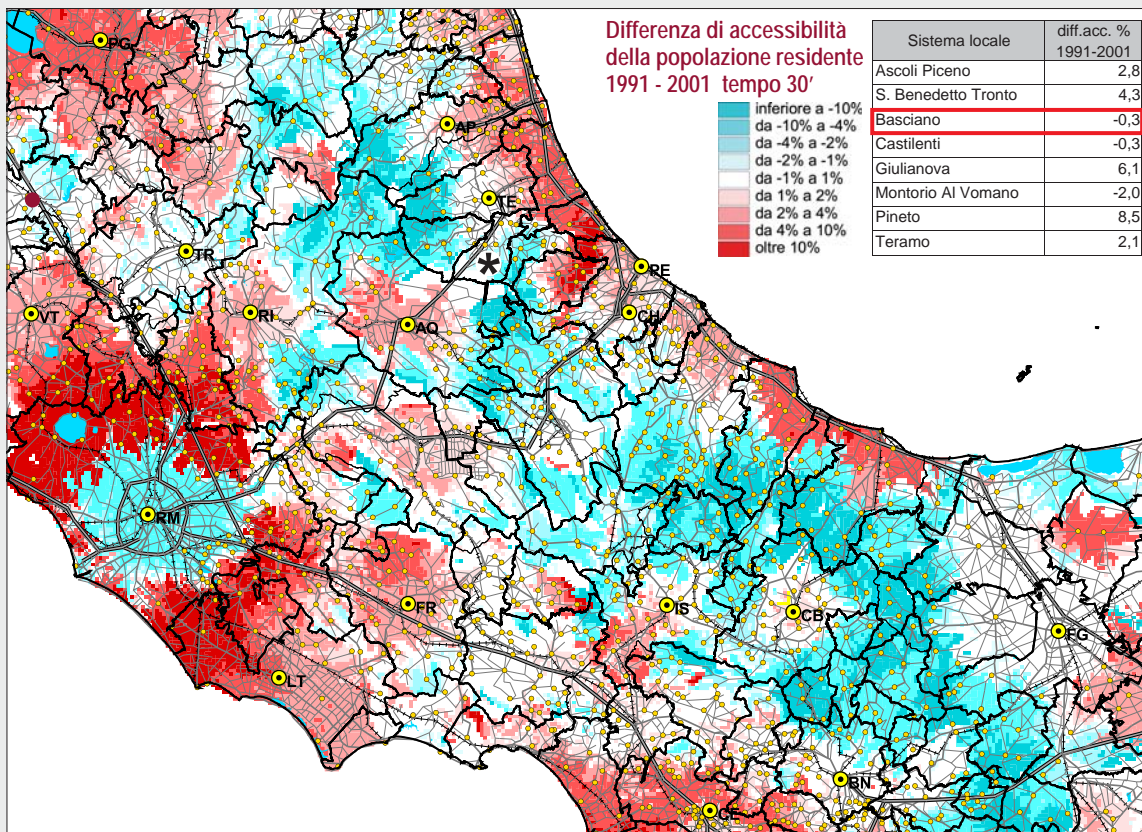 Differenza di accessibilità
della popolazione residente
1991 - 2001 tempo 30'
inferiore a -10%
da -10% a -4%
da -4% a -2%
da -2% a -1%
da -1% a 1%
da 1% a 2%
da 2% a 4%
da 4% a 10%
oltre 10%
Sistema locale diff.acc. %
1991-2001
Ascoli Piceno 2,8
S. Benedetto Tronto 4,3
Basciano -0,3
Castilenti -0,3
Giulianova 6,1
Montorio Al Vomano -2,0
Pineto 8,5
Teramo 2,1
PG
AP
TE
*
TR
PE
VT
RI
AQ
CH
RM
FR
IS
CB
FG
LT
BN
CE